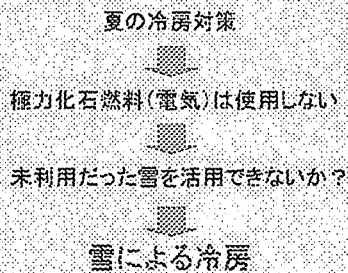 夏の冷房対策
極力化石燃料(電気)は使用しない
未利用だった雪を活用できないか?
雪による冷房